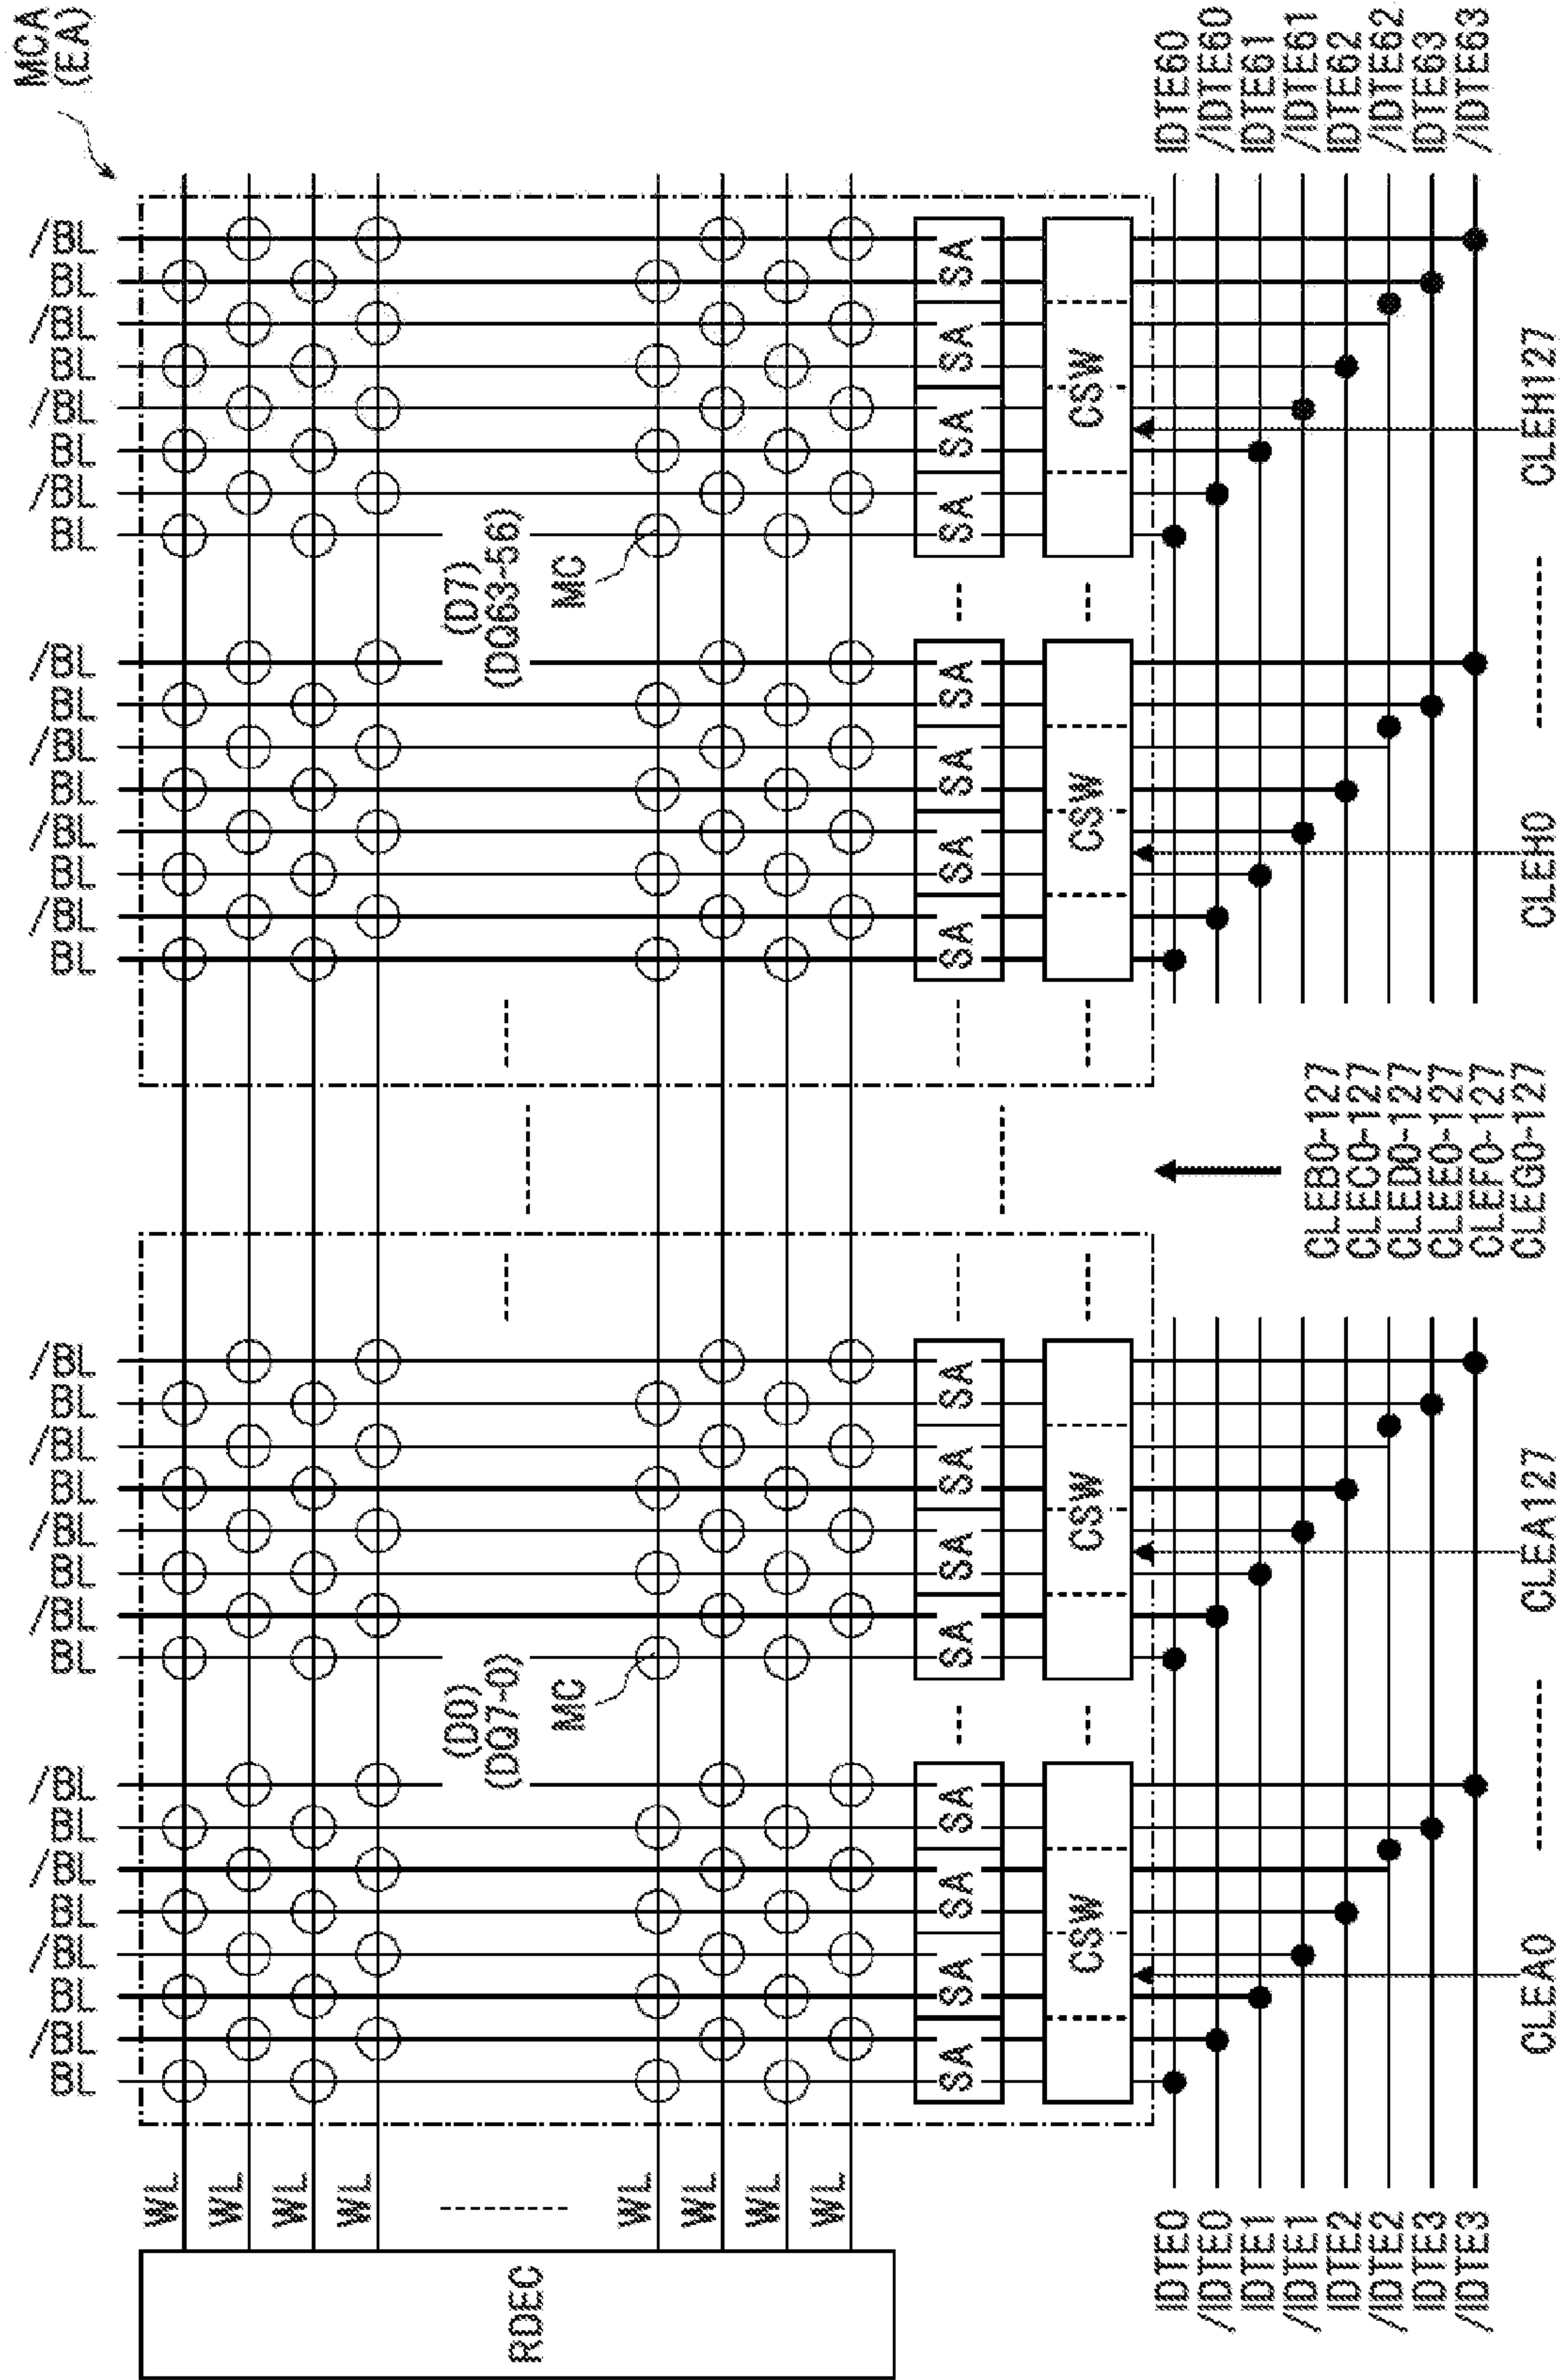 MCA
(EA)
BL /BL BL /BL BL /BL BL /BL BL /BL BL /BL BL /BL BL /BL BL /BL BL /BL BL /BL BL /BL BL /BL BL /BL BL /BL BL /BL
WL
WL
WL
WL
RDEC
(D0)
(DQ7-0)
(D7)
(DQ63-56)
MC MC
WL
WL
WL
WL
SA SA SA SA SA SA SA SA SA SA SA SA SA SA SA SA
CSW CSW CSW CSW
IDTE0 IDTE60
/IDTE0 /IDTE60
IDTE1 IDTE61
/IDTE1 /IDTE61
IDTE2 IDTE62
/IDTE2 /IDTE62
IDTE3 IDTE63
/IDTE3 /IDTE63
CLEB0-127
CLEC0-127
CLED0-127
CLEE0-127
CLEF0-127
CLEG0-127
CLEA0 CLEA127 CLEH0 CLEH127